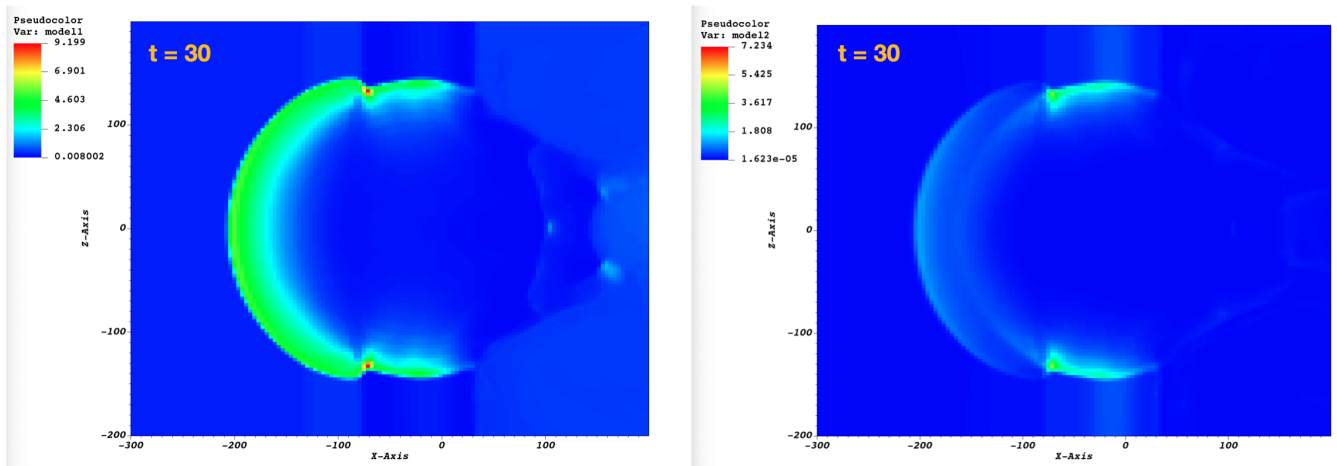 Pseudocolor
Var: model1
9.199
6.901
4.603
2.306
0.008002
t = 30
100
0
-100
-200
Z-Axis
-300
-200
-100
0
100
X-Axis
Pseudocolor
Var: model2
7.234
5.425
3.617
1.808
1.623e-05
t = 30
100
0
-100
-200
Z-Axis
-300
-200
-100
0
100
X-Axis